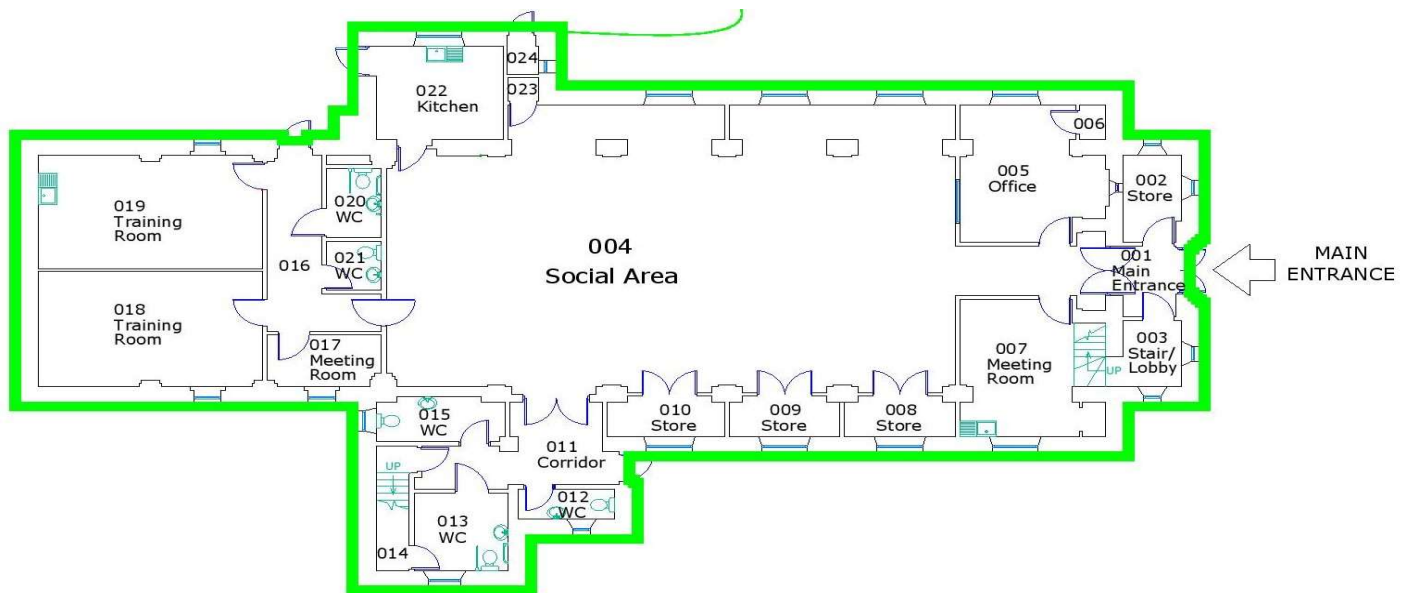 024
022
Kitchen
023
006
019
Training
Room
020
WC
005
Office
002
Store
004
Social Area
021
WC
016
001
Main
Entrance
MAIN
ENTRANCE
018
Training
Room
017
Meeting
Room
007
Meeting
Room
003
Stair/
Lobby
UP
015
WC
010
Store
009
Store
008
Store
011
Corridor
UP
012
WC
013
WC
014